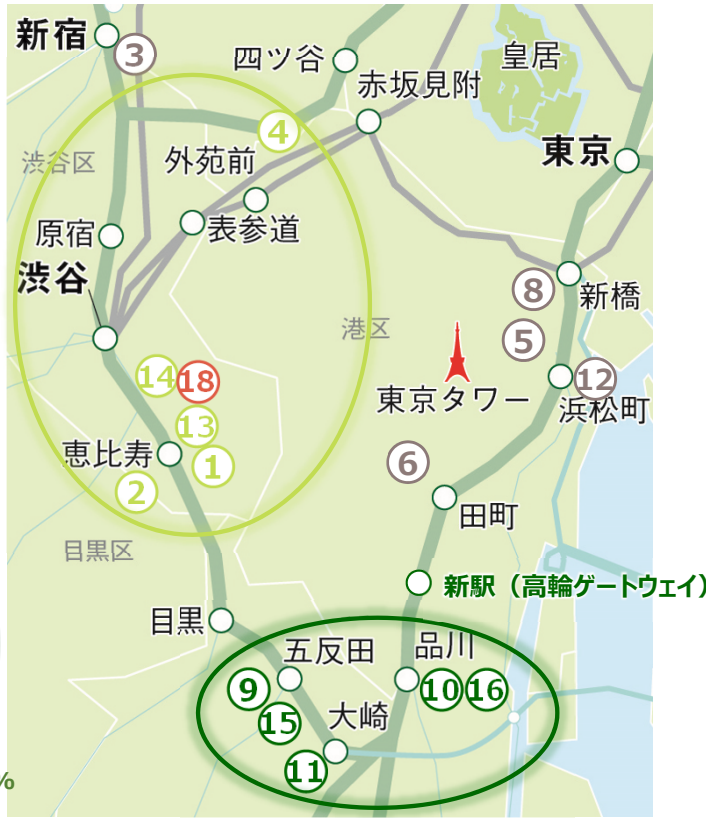 新宿
3
四ツ谷
皇居
赤坂見附
4
東京
渋谷区
外苑前
原宿
表参道
渋谷
8
新橋
港区
5
東京タワー
14
18
12
浜松町
13
恵比寿
1
6
2
田町
目黒区
新駅(高輪ゲートウェイ)
目黒
五反田
品川
9
10
16
15
大崎
11
%